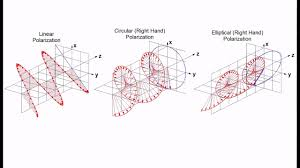 Linear
Polarization
Circular (Right Hand)
Polarization
Elliptical (Right Hand)
Polarization
x
z
y
x
z
y
x
z
y